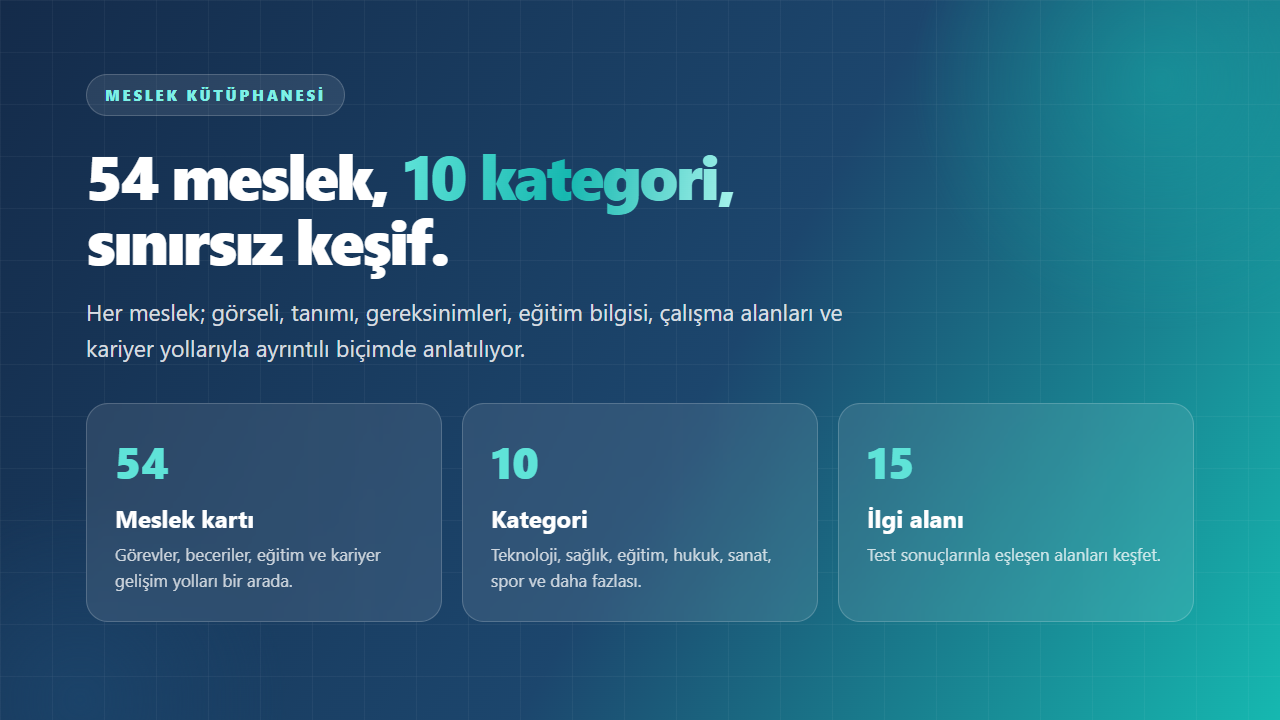 MESLEK KÜTÜPHANESİ
54 meslek, 10 kategori,
sınırsız keşif.
Her meslek; görseli, tanımı, gereksinimleri, eğitim bilgisi, çalışma alanları ve
kariyer yollarıyla ayrıntılı biçimde anlatılıyor.
54
Meslek kartı
Görevler, beceriler, eğitim ve kariyer
gelişim yolları bir arada.
10
Kategori
Teknoloji, sağlık, eğitim, hukuk, sanat,
spor ve daha fazlası.
15
İlgi alanı
Test sonuçlarınla eşleşen alanları keşfet.